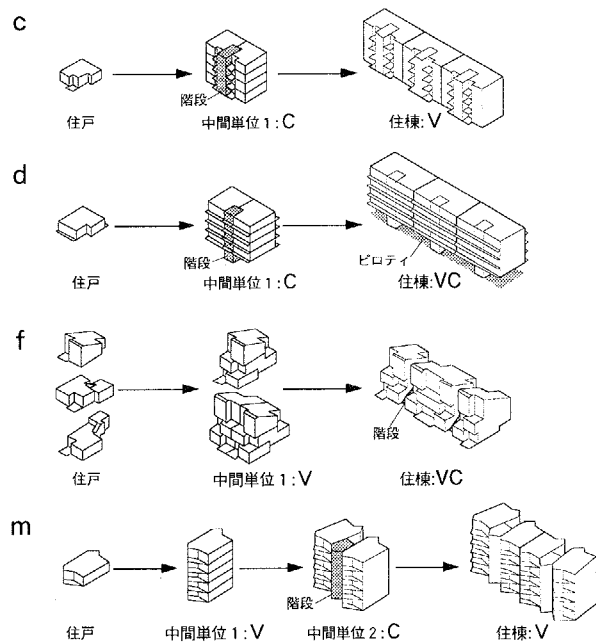 c
階段
住戸
中間単位1:C
住棟:V
d
階段
ピロティ
住戸
中間単位1:C
住棟:VC
f
階段
住戸
中間単位1:V
住棟:VC
m
階段
住戸
中間単位1:V
中間単位2:C
住棟:V